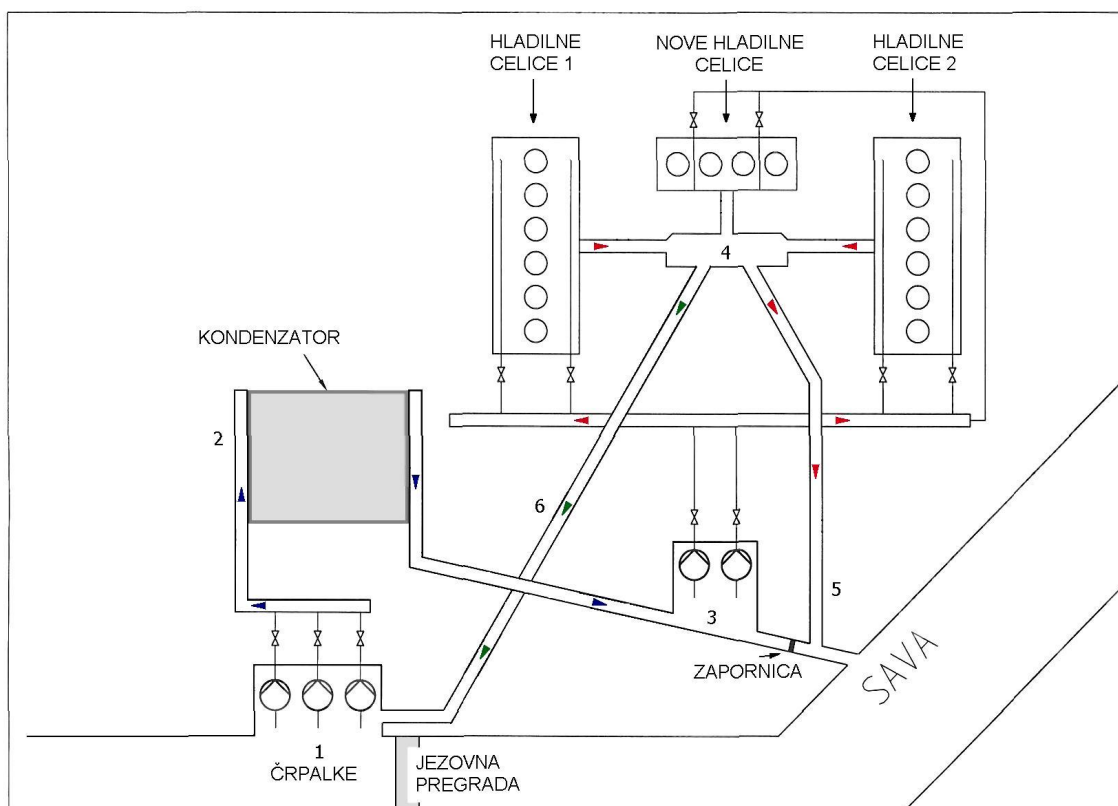 HLADILNE
CELICE 1
NOVE HLADILNE
CELICE
HLADILNE
CELICE 2
4
KONDENZATOR
2
6
5
3
ZAPORNICA
SAVA
1
ČRPALKE
JEZOVNA
PREGRADA